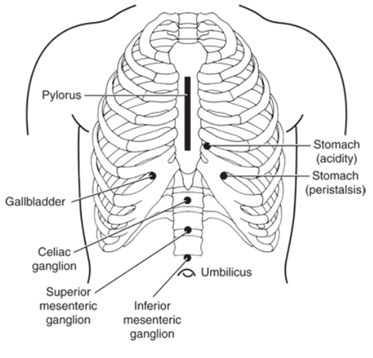 Pylorus
Stomach
(acidity)
Stomach
(peristalsis)
Gallbladder
Celiac
ganglion
Umbilicus
Superior
mesenteric
ganglion
Inferior
mesenteric
ganglion